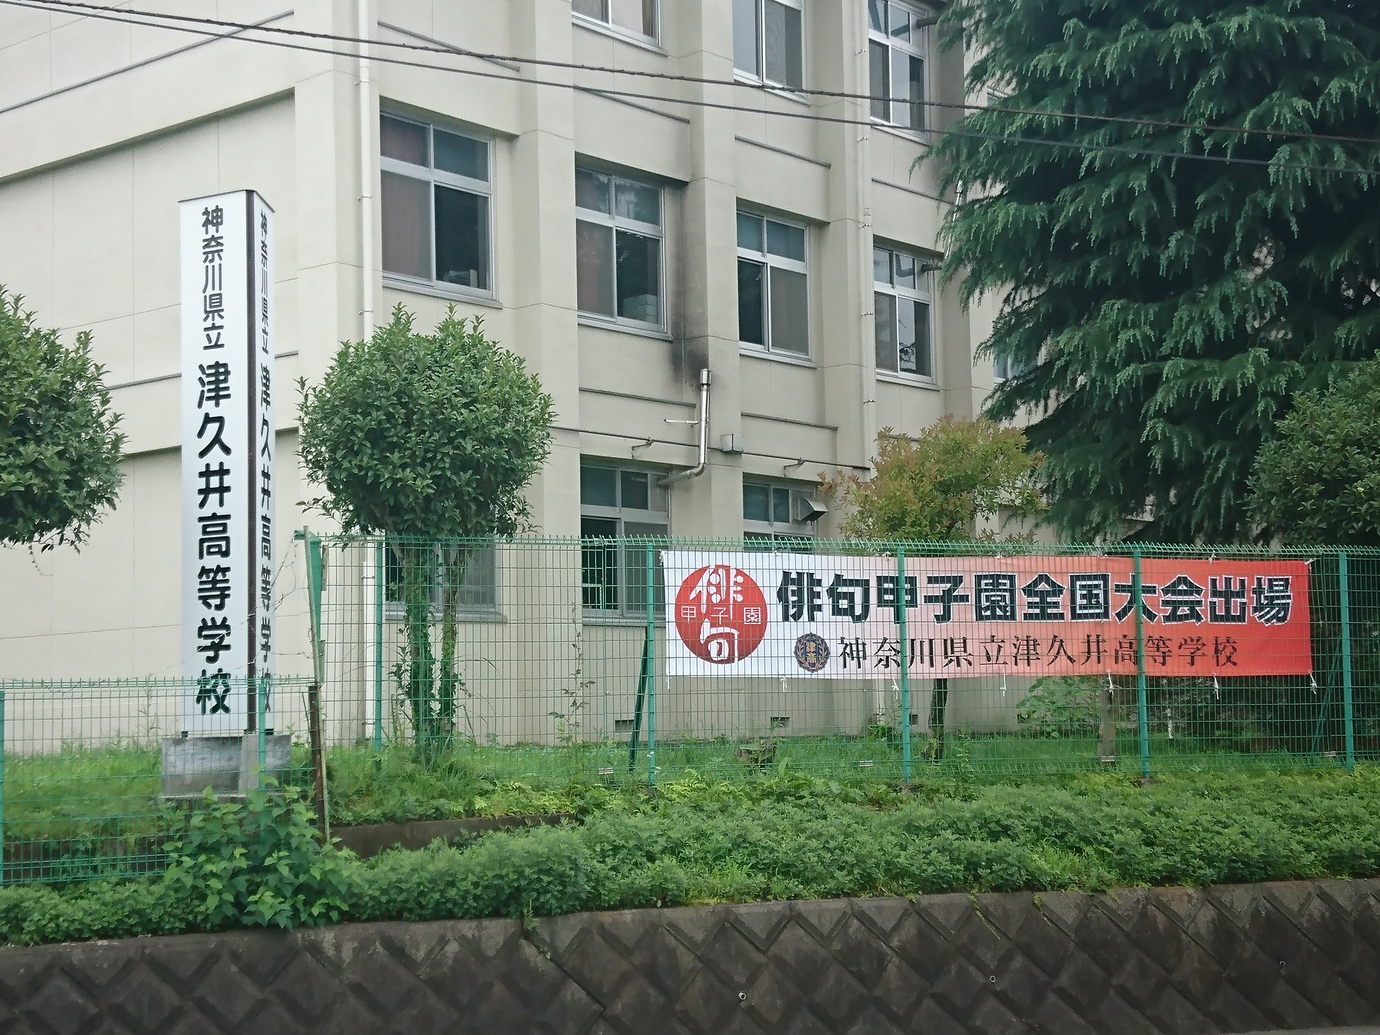 神奈川県立 津久井高等学校
神奈川県立 津久井高等学校
俳句
甲子園
俳句甲子園全国大会出場
神奈川県立津久井高等学校